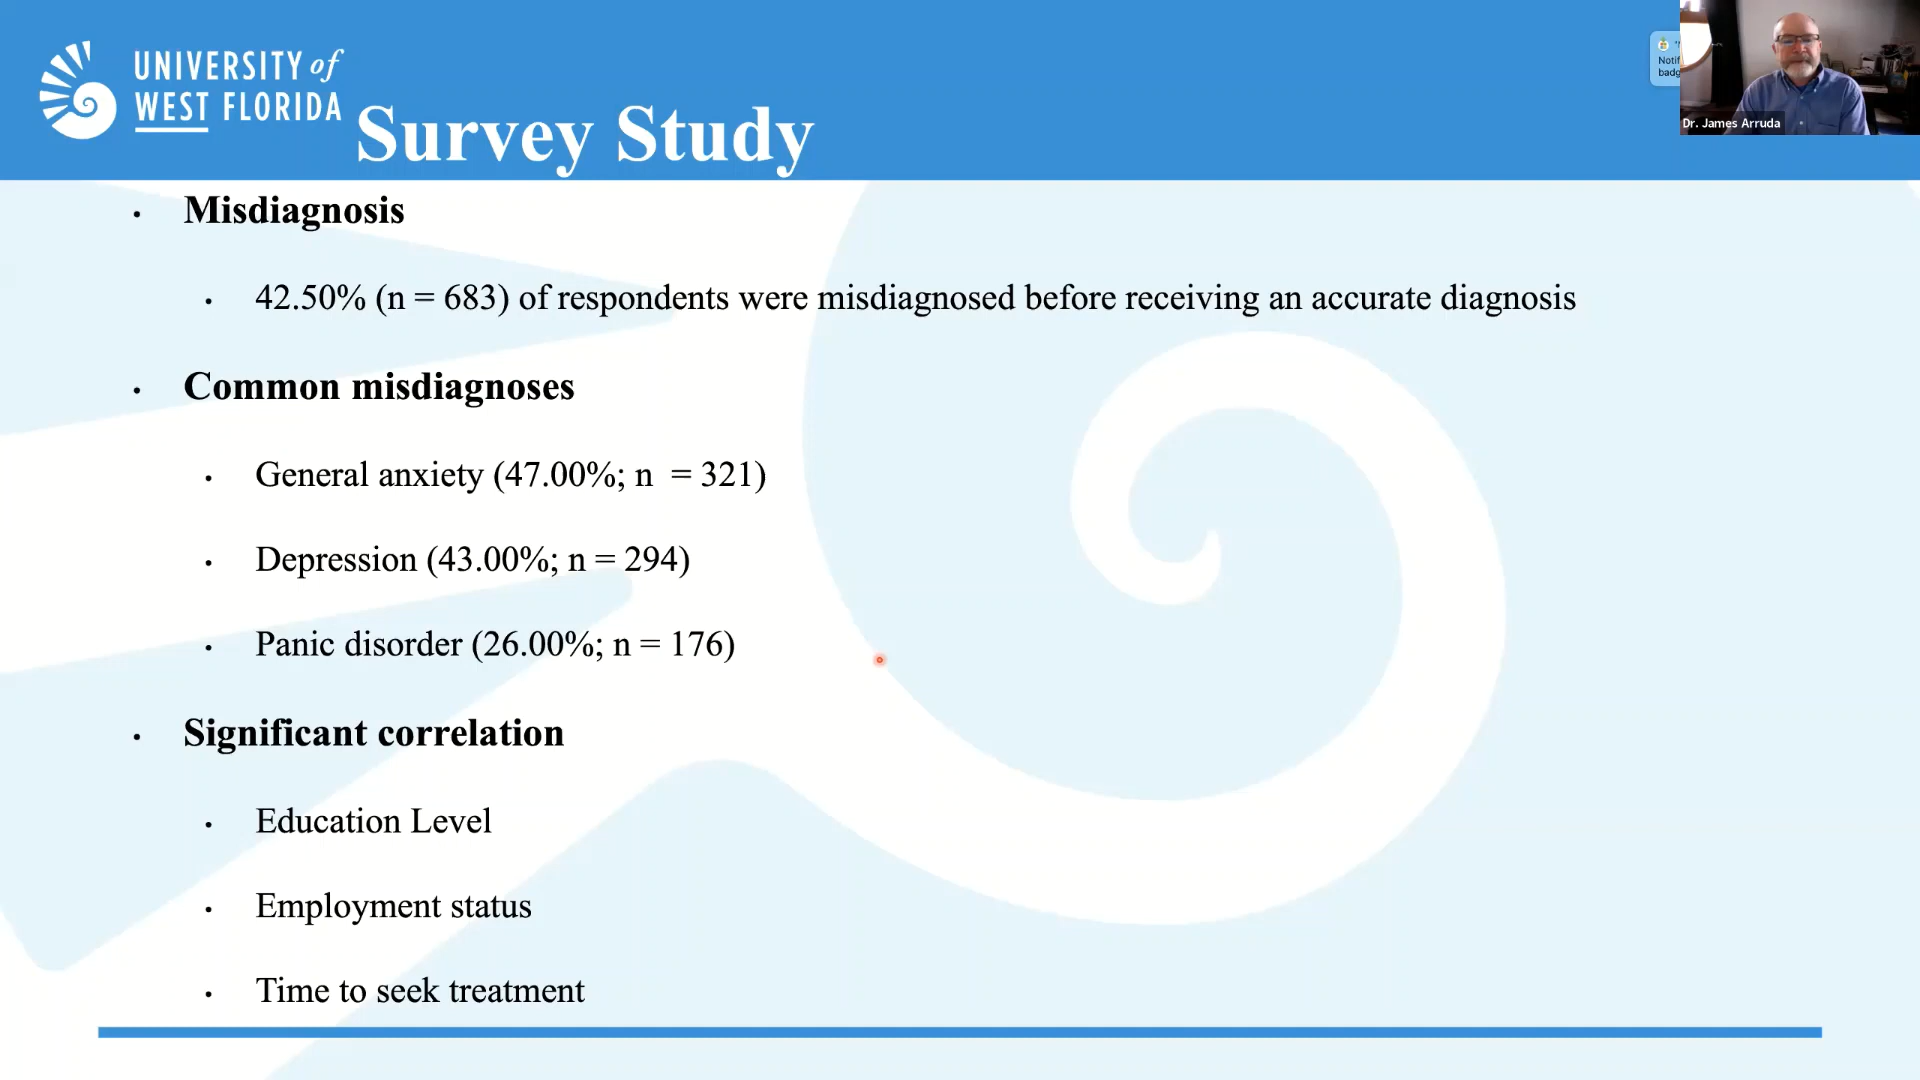 UNIVERSITY of
WEST FLORIDA
Survey Study
Notif
badg
Dr. James Arruda
• Misdiagnosis
• 42.50% (n = 683) of respondents were misdiagnosed before receiving an accurate diagnosis
• Common misdiagnoses
• General anxiety (47.00%; n  = 321)
• Depression (43.00%; n = 294)
• Panic disorder (26.00%; n = 176)
• Significant correlation
• Education Level
• Employment status
• Time to seek treatment